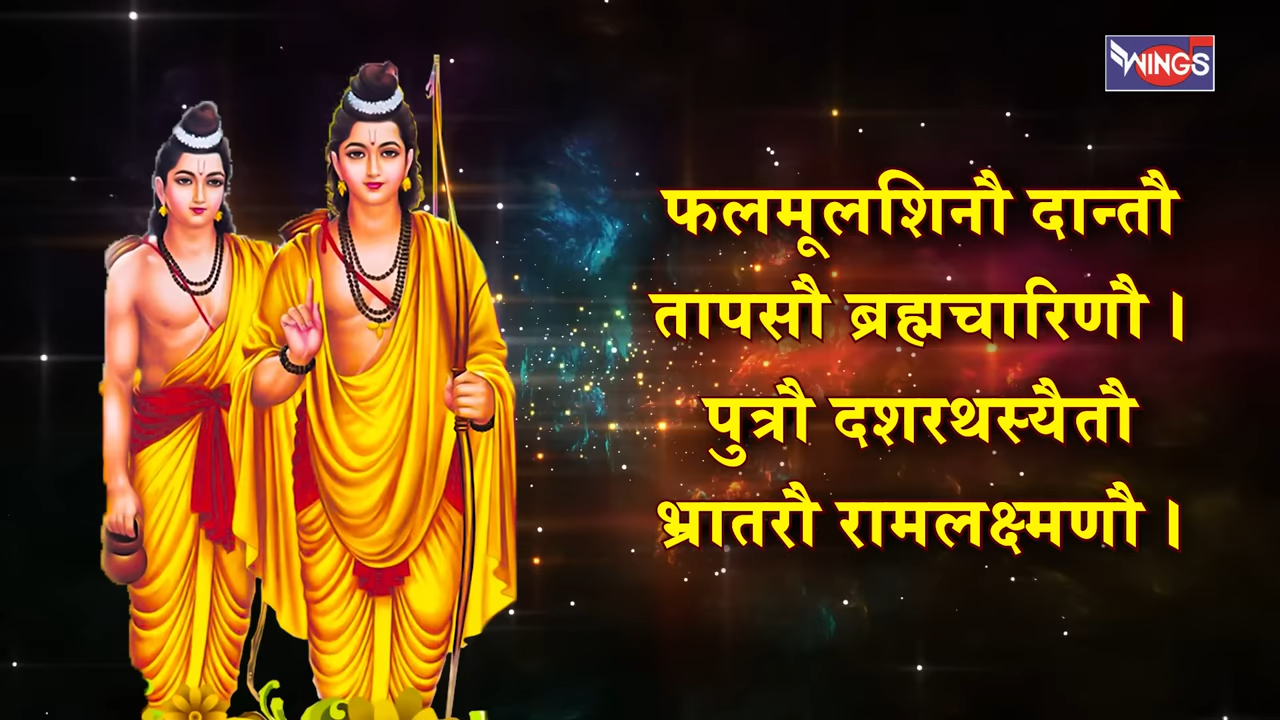 WINGS
फलमूलशिनौ दान्तौ
तापसौ ब्रह्मचारिणौ ।
पुत्रौ दशरथस्यैतौ
भ्रातरौ रामलक्ष्मणौ ।